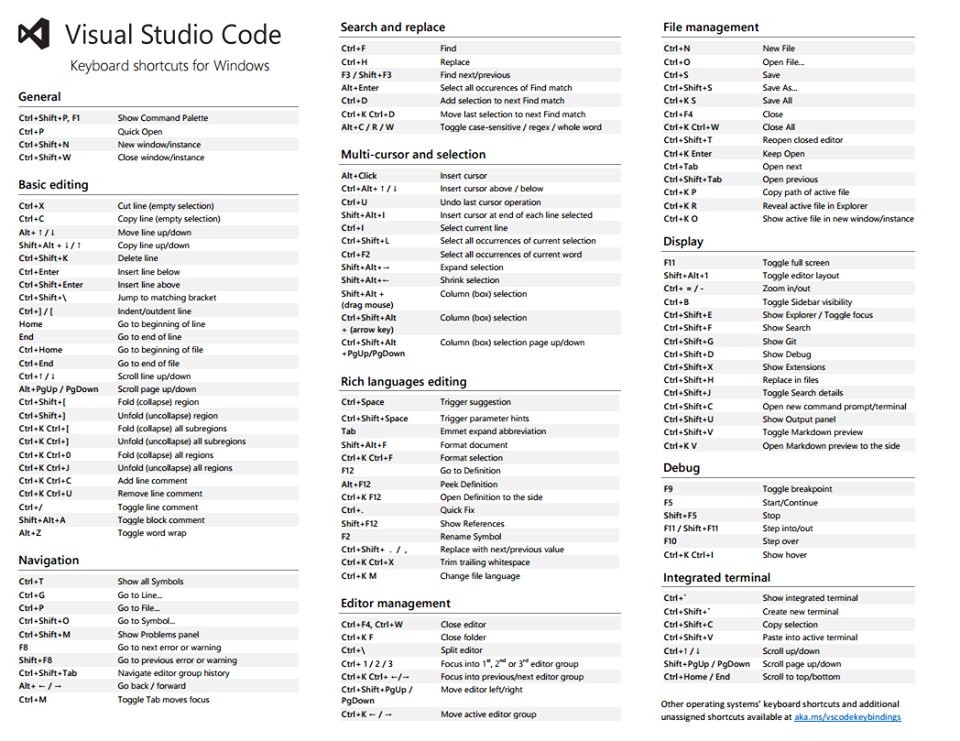 Visual Studio Code
Keyboard shortcuts for Windows
General
Ctrl+Shift+P, F1 Show Command Palette
Ctrl+P Quick Open
Ctrl+Shift+N New window/instance
Ctrl+Shift+W Close window/instance
Basic editing
Ctrl+X Cut line (empty selection)
Ctrl+C Copy line (empty selection)
Alt+ ↑ / ↓ Move line up/down
Shift+Alt + ↓ / ↑ Copy line up/down
Ctrl+Shift+K Delete line
Ctrl+Enter Insert line below
Ctrl+Shift+Enter Insert line above
Ctrl+Shift+\ Jump to matching bracket
Ctrl+] / [ Indent/outdent line
Home Go to beginning of line
End Go to end of line
Ctrl+Home Go to beginning of file
Ctrl+End Go to end of file
Ctrl+↑ / ↓ Scroll line up/down
Alt+PgUp / PgDown Scroll page up/down
Ctrl+Shift+[ Fold (collapse) region
Ctrl+Shift+] Unfold (uncollapse) region
Ctrl+K Ctrl+[ Fold (collapse) all subregions
Ctrl+K Ctrl+] Unfold (uncollapse) all subregions
Ctrl+K Ctrl+0 Fold (collapse) all regions
Ctrl+K Ctrl+J Unfold (uncollapse) all regions
Ctrl+K Ctrl+C Add line comment
Ctrl+K Ctrl+U Remove line comment
Ctrl+/ Toggle line comment
Shift+Alt+A Toggle block comment
Alt+Z Toggle word wrap
Navigation
Ctrl+T Show all Symbols
Ctrl+G Go to Line...
Ctrl+P Go to File...
Ctrl+Shift+O Go to Symbol...
Ctrl+Shift+M Show Problems panel
F8 Go to next error or warning
Shift+F8 Go to previous error or warning
Ctrl+Shift+Tab Navigate editor group history
Alt+ ← / → Go back / forward
Ctrl+M Toggle Tab moves focus
Search and replace
Ctrl+F Find
Ctrl+H Replace
F3 / Shift+F3 Find next/previous
Alt+Enter Select all occurences of Find match
Ctrl+D Add selection to next Find match
Ctrl+K Ctrl+D Move last selection to next Find match
Alt+C / R / W Toggle case-sensitive / regex / whole word
Multi-cursor and selection
Alt+Click Insert cursor
Ctrl+Alt+ ↑ / ↓ Insert cursor above / below
Ctrl+U Undo last cursor operation
Shift+Alt+I Insert cursor at end of each line selected
Ctrl+I Select current line
Ctrl+Shift+L Select all occurrences of current selection
Ctrl+F2 Select all occurrences of current word
Shift+Alt+→ Expand selection
Shift+Alt+← Shrink selection
Shift+Alt + Column (box) selection
(drag mouse)
Ctrl+Shift+Alt Column (box) selection
+ (arrow key)
Ctrl+Shift+Alt Column (box) selection page up/down
+PgUp/PgDown
Rich languages editing
Ctrl+Space Trigger suggestion
Ctrl+Shift+Space Trigger parameter hints
Tab Emmet expand abbreviation
Shift+Alt+F Format document
Ctrl+K Ctrl+F Format selection
F12 Go to Definition
Alt+F12 Peek Definition
Ctrl+K F12 Open Definition to the side
Ctrl+. Quick Fix
Shift+F12 Show References
F2 Rename Symbol
Ctrl+Shift+ . / , Replace with next/previous value
Ctrl+K Ctrl+X Trim trailing whitespace
Ctrl+K M Change file language
Editor management
Ctrl+F4, Ctrl+W Close editor
Ctrl+K F Close folder
Ctrl+\ Split editor
Ctrl+ 1 / 2 / 3 Focus into 1st, 2nd or 3rd editor group
Ctrl+K Ctrl+ ←/→ Focus into previous/next editor group
Ctrl+Shift+PgUp / Move editor left/right
PgDown
Ctrl+K ← / → Move active editor group
File management
Ctrl+N New File
Ctrl+O Open File...
Ctrl+S Save
Ctrl+Shift+S Save As...
Ctrl+K S Save All
Ctrl+F4 Close
Ctrl+K Ctrl+W Close All
Ctrl+Shift+T Reopen closed editor
Ctrl+K Enter Keep Open
Ctrl+Tab Open next
Ctrl+Shift+Tab Open previous
Ctrl+K P Copy path of active file
Ctrl+K R Reveal active file in Explorer
Ctrl+K O Show active file in new window/instance
Display
F11 Toggle full screen
Shift+Alt+1 Toggle editor layout
Ctrl+ = / - Zoom in/out
Ctrl+B Toggle Sidebar visibility
Ctrl+Shift+E Show Explorer / Toggle focus
Ctrl+Shift+F Show Search
Ctrl+Shift+G Show Git
Ctrl+Shift+D Show Debug
Ctrl+Shift+X Show Extensions
Ctrl+Shift+H Replace in files
Ctrl+Shift+J Toggle Search details
Ctrl+Shift+C Open new command prompt/terminal
Ctrl+Shift+U Show Output panel
Ctrl+Shift+V Toggle Markdown preview
Ctrl+K V Open Markdown preview to the side
Debug
F9 Toggle breakpoint
F5 Start/Continue
Shift+F5 Stop
F11 / Shift+F11 Step into/out
F10 Step over
Ctrl+K Ctrl+I Show hover
Integrated terminal
Ctrl+` Show integrated terminal
Ctrl+Shift+` Create new terminal
Ctrl+Shift+C Copy selection
Ctrl+Shift+V Paste into active terminal
Ctrl+↑ / ↓ Scroll up/down
Shift+PgUp / PgDown Scroll page up/down
Ctrl+Home / End Scroll to top/bottom
Other operating systems' keyboard shortcuts and additional
unassigned shortcuts available at aka.ms/vscodekeybindings